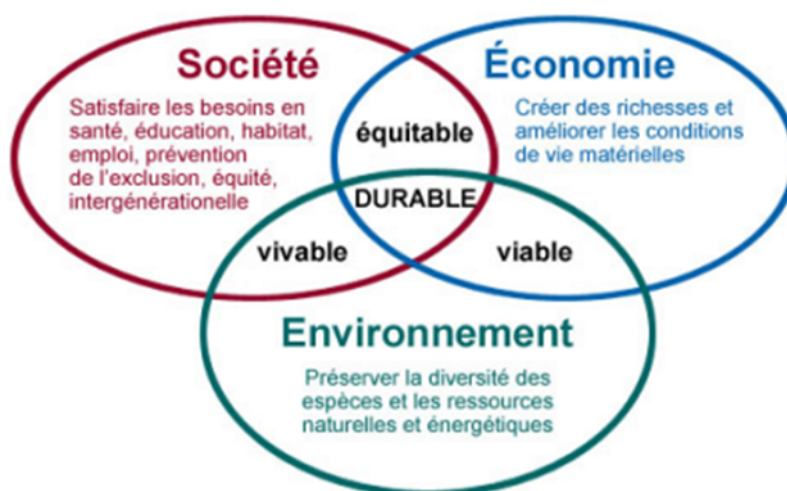 Société
Satisfaire les besoins en
santé, éducation, habitat,
emploi, prévention
de l'exclusion, équité,
intergénérationelle
équitable
Économie
Créer des richesses et
améliorer les conditions
de vie matérielles
DURABLE
vivable
viable
Environnement
Préserver la diversité des
espèces et les ressources
naturelles et énergétiques